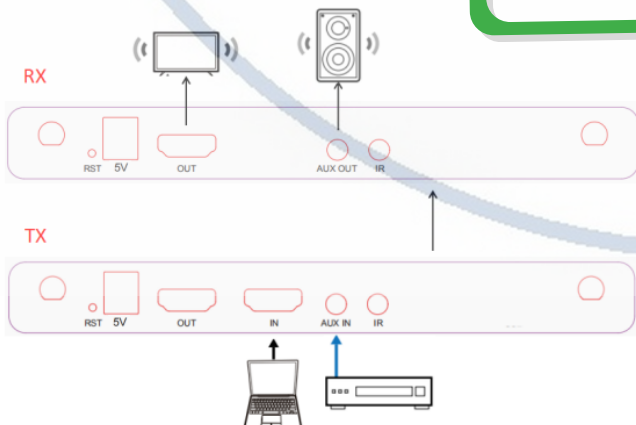 RX
RST 5V OUT AUX OUT IR
TX
RST 5V OUT IN AUX IN IR